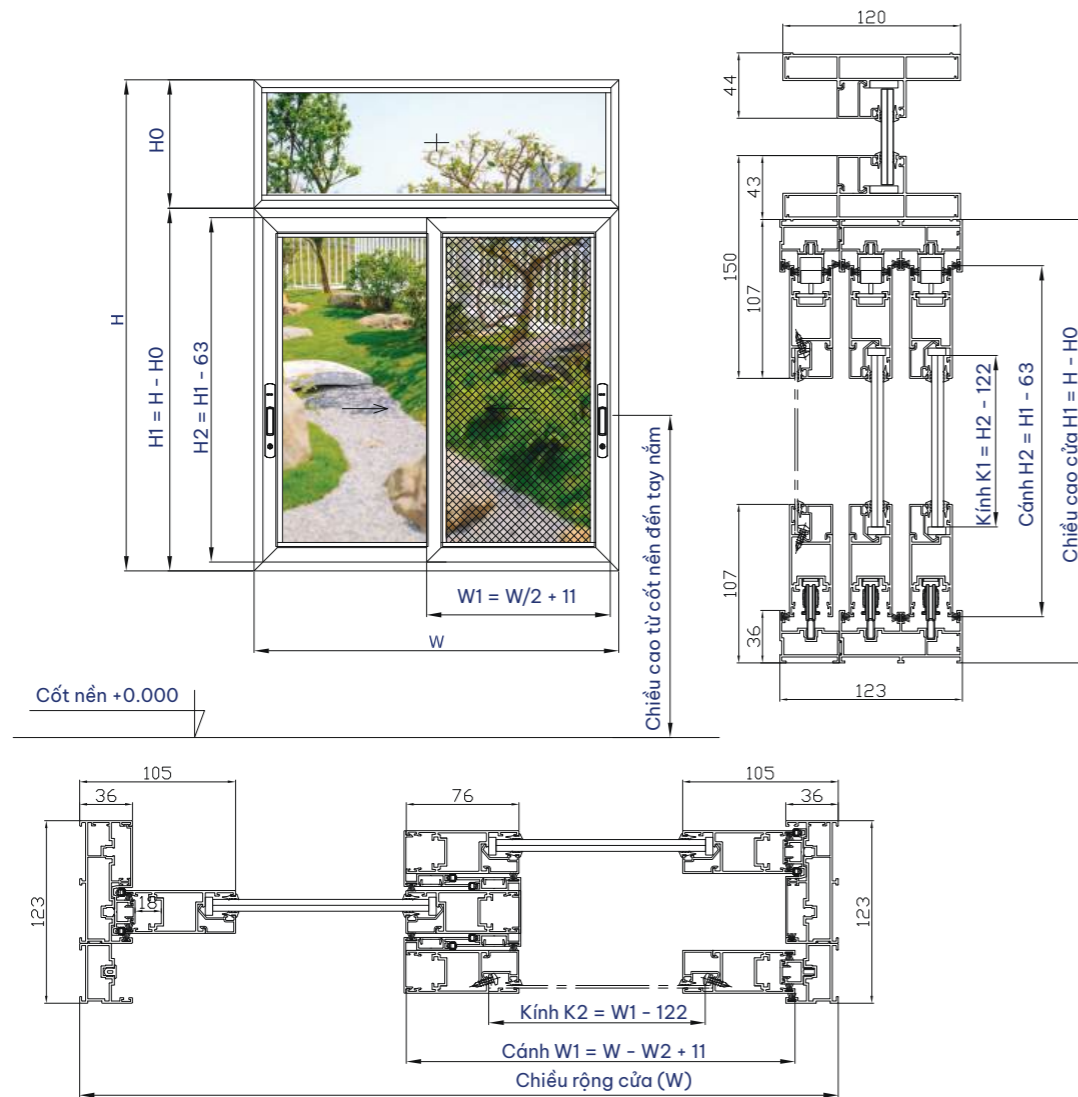 120
44
H0
43
150
107
H
H1 = H - H0
H2 = H1 - 63
Chiều cao từ cốt nền đến tay nắm
Kính K1 = H2 - 122
Cánh H2 = H1 - 63
Chiều cao cửa H1 = H - H0
W1 = W/2 + 11
W
107
36
123
Cốt nền +0.000
105
36
76
105
36
123
18
123
Kính K2 = W1 - 122
Cánh W1 = W - W2 + 11
Chiều rộng cửa (W)